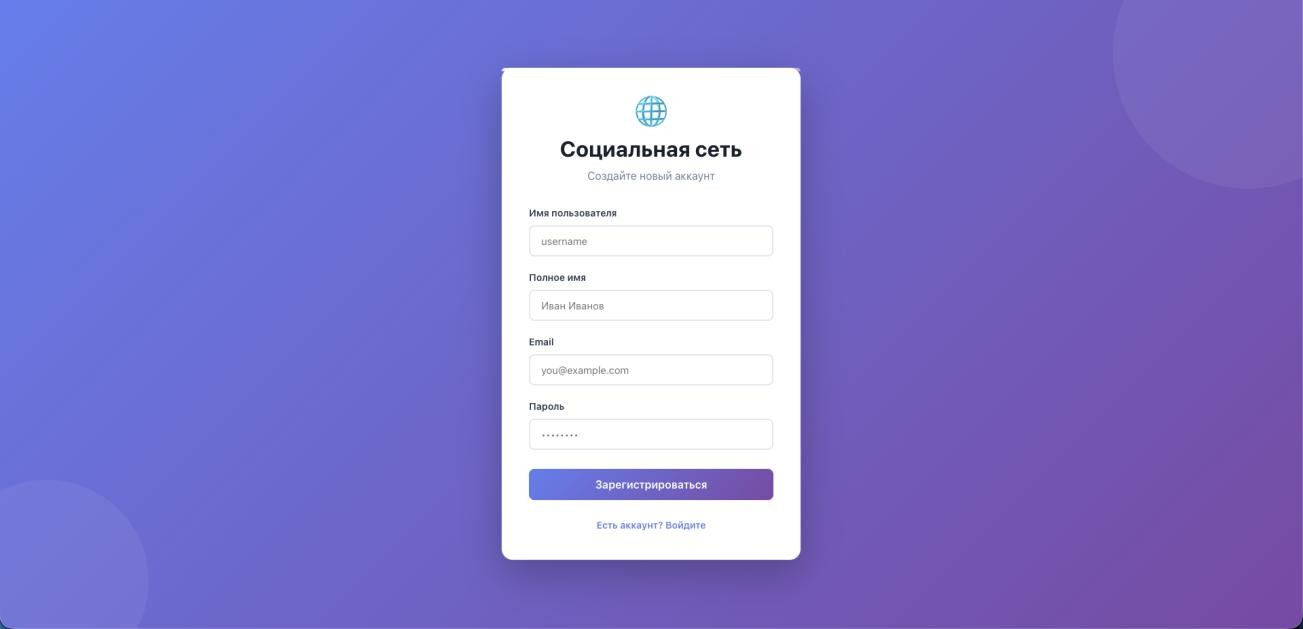 Социальная сеть
Создайте новый аккаунт
Имя пользователя
username
Полное имя
Иван Иванов
Email
you@example.com
Пароль
••••••••
Зарегистрироваться
Есть аккаунт? Войдите